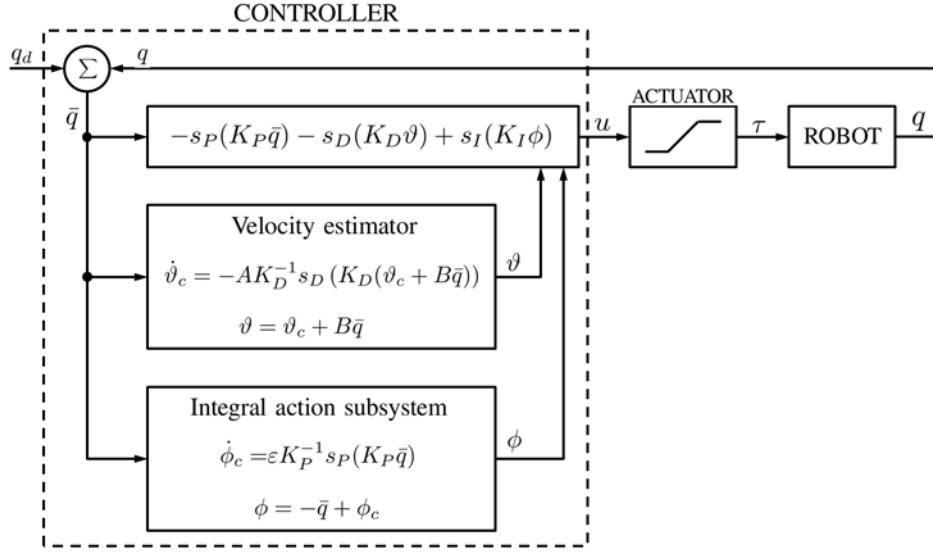 CONTROLLER
q_d
Σ
q
q̄
−s_P(K_P q̄) − s_D(K_D ϑ) + s_I(K_I ϕ)
u
ACTUATOR
τ
ROBOT
q
Velocity estimator
ϑ̇_c = −AK_D^{-1} s_D (K_D(ϑ_c + Bq̄))
ϑ = ϑ_c + Bq̄
ϑ
Integral action subsystem
ϕ̇_c =εK_P^{-1} s_P(K_P q̄)
ϕ = −q̄ + ϕ_c
ϕ